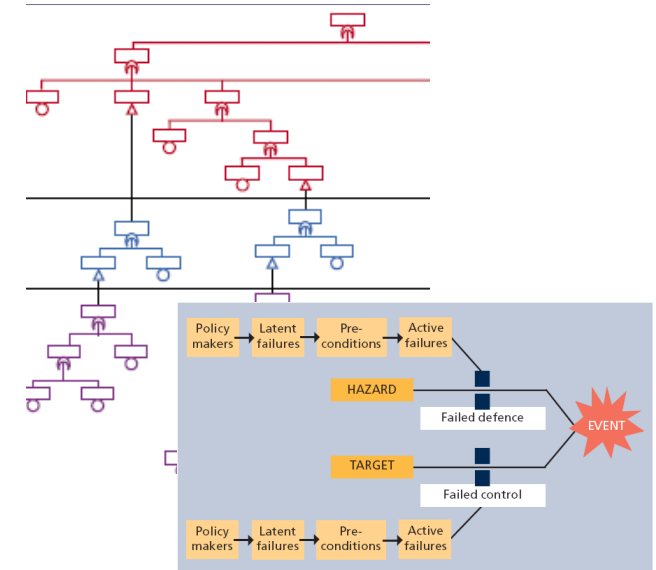 Policy makers
Latent failures
Pre-conditions
Active failures
HAZARD
Failed defence
EVENT
TARGET
Failed control
Policy makers
Latent failures
Pre-conditions
Active failures